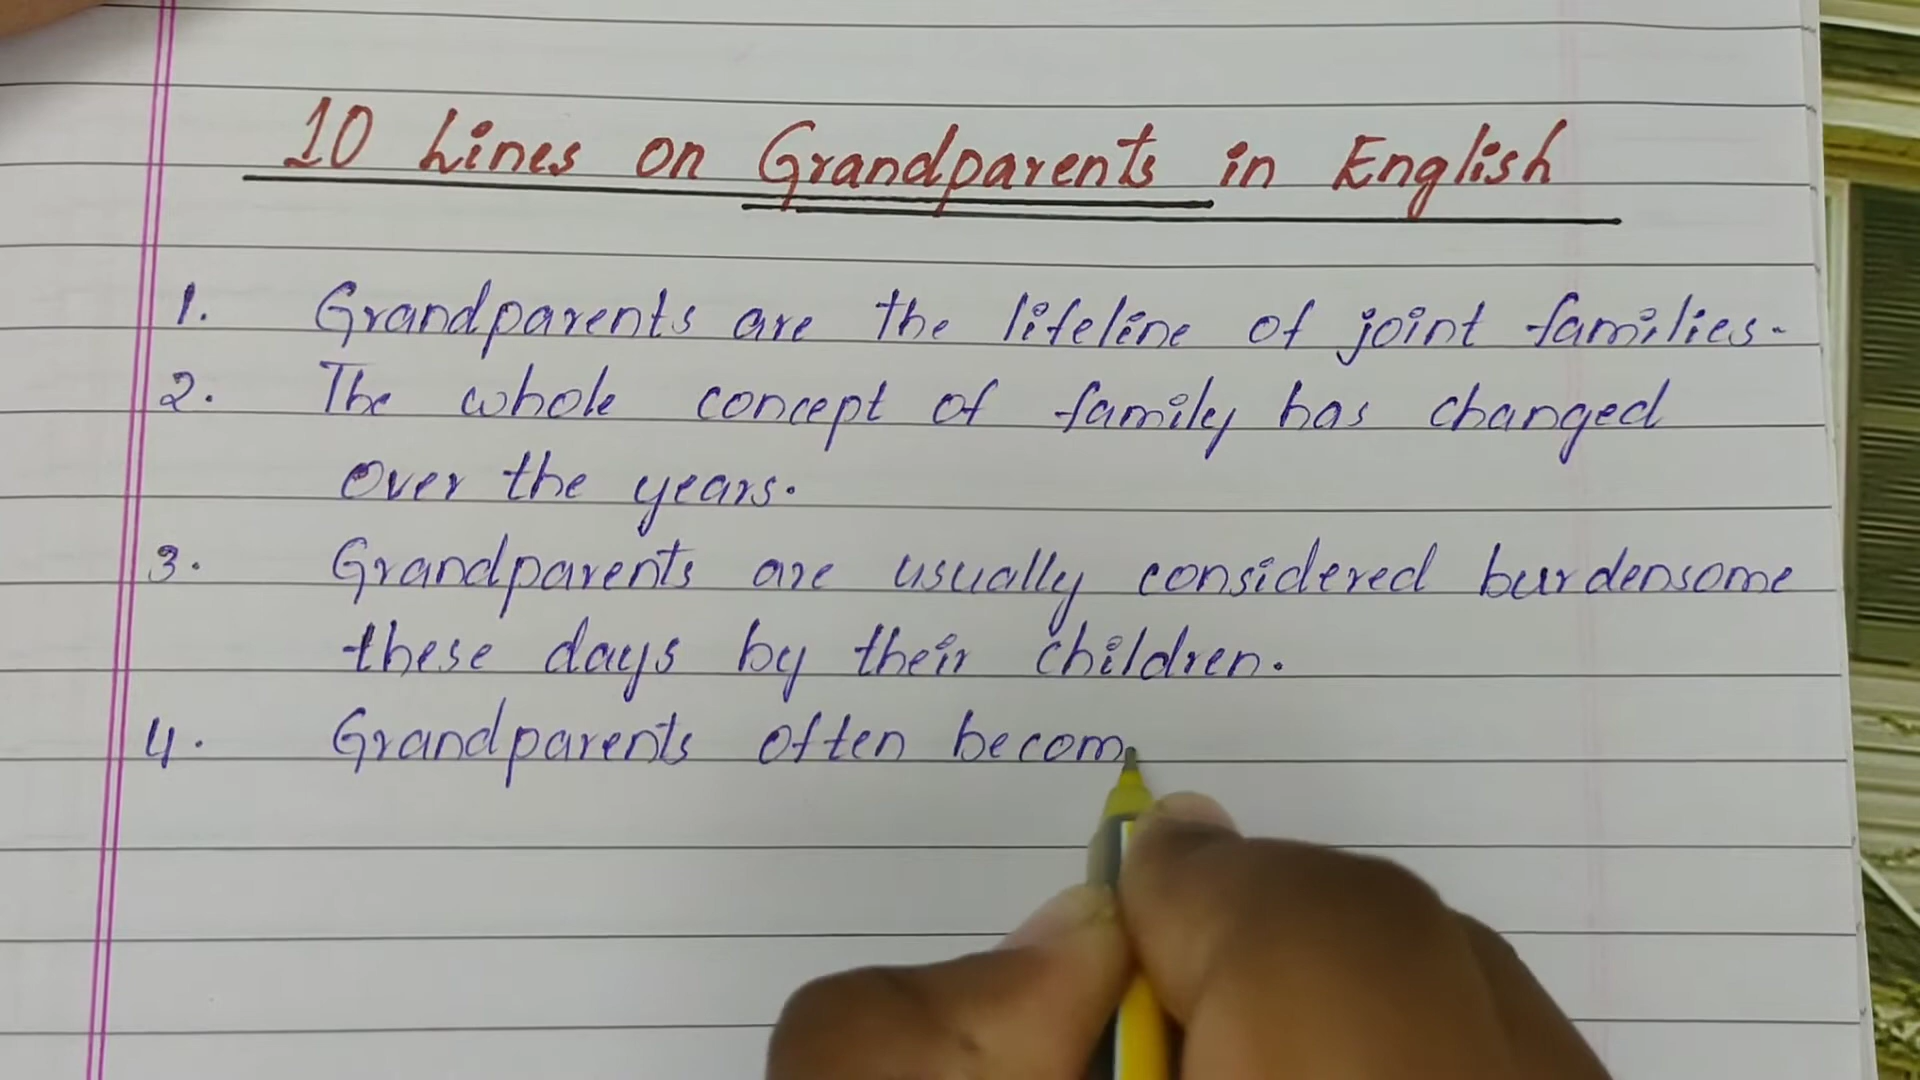 10 Lines on Grandparents in English
1. Grandparents are the lifeline of joint families.
2. The whole concept of family has changed
over the years.
3. Grandparents are usually considered burdensome
these days by their children.
4. Grandparents often becom